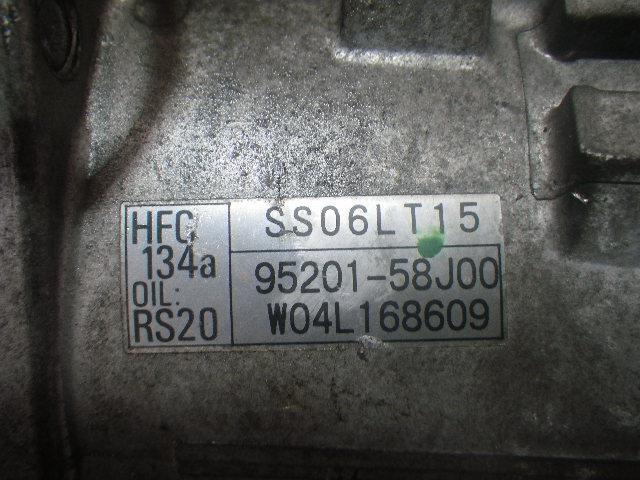 HFC
134a
OIL:
RS20
SS06LT15
95201-58J00
W04L168609